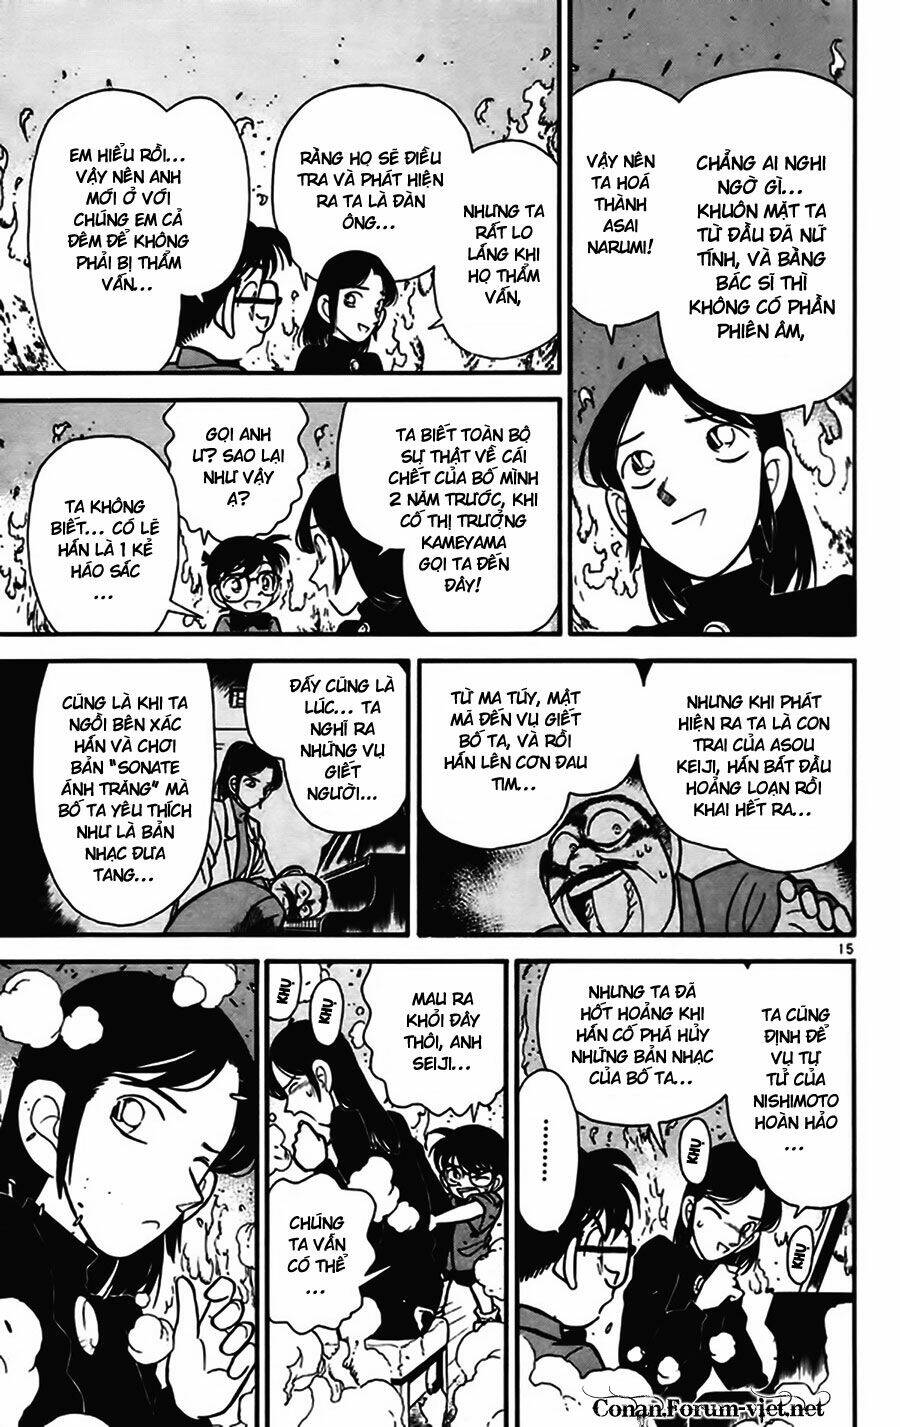 CHẲNG AI NGHI
NGỜ GÌ...
KHUÔN MẶT TA
TỪ ĐẦU ĐÃ NỮ
TÍNH, VÀ BẰNG
BÁC SĨ THÌ
KHÔNG CÓ PHẦN
PHIÊN ÂM,
VẬY NÊN
TA HOÁ
THÀNH
ASAI
NARUMI!
NHƯNG TA
RẤT LO
LẮNG KHI
HỌ THẨM
VẤN,
RẰNG HỌ SẼ ĐIỀU
TRA VÀ PHÁT HIỆN
RA TA LÀ ĐÀN
ÔNG...
EM HIỂU RỒI...
VẬY NÊN ANH
MỚI Ở VỚI
CHÚNG EM CẢ
ĐÊM ĐỂ KHÔNG
PHẢI BỊ THẨM
VẤN...
TA BIẾT TOÀN BỘ
SỰ THẬT VỀ CÁI
CHẾT CỦA BỐ MÌNH
2 NĂM TRƯỚC, KHI
CỐ THỊ TRƯỞNG
KAMEYAMA
GỌI TA ĐẾN
ĐÂY!
GỌI ANH
Ư? SAO LẠI
NHƯ VẬY
Ạ?
TA KHÔNG
BIẾT... CÓ LẼ
HẮN LÀ 1 KẺ
HÁO SẮC
...
NHƯNG KHI PHÁT
HIỆN RA TA LÀ CON
TRAI CỦA ASOU
KEIJI, HẮN BẮT ĐẦU
HOẢNG LOẠN RỒI
KHAI HẾT RA...
TỪ MA TÚY, MẬT
MÃ ĐẾN VỤ GIẾT
BỐ TA, VÀ RỒI
HẮN LÊN CƠN ĐAU
TIM...
ĐẤY CŨNG LÀ
LÚC... TA
NGHĨ RA
NHỮNG VỤ
GIẾT
NGƯỜI...
CŨNG LÀ KHI TA
NGỒI BÊN XÁC
HẮN VÀ CHƠI
BẢN "SONATE
ÁNH TRĂNG" MÀ
BỐ TA YÊU THÍCH
NHƯ LÀ BẢN
NHẠC ĐƯA
TANG...
15
TA CŨNG
ĐỊNH ĐỂ
VỤ TỰ
TỬ CỦA
NISHIMOTO
HOÀN HẢO
...
NHƯNG TA ĐÃ
HỐT HOẢNG KHI
HẮN CỐ PHÁ HỦY
NHỮNG BẢN NHẠC
CỦA BỐ TA...
KHỤ
KHỤ
.........
MAU RA
KHỎI ĐÂY
THÔI, ANH
SEIJI...
KHỤ
KHỤ
CHÚNG
TA VẪN
CÓ THỂ
...
Conan.Forum-viet.net